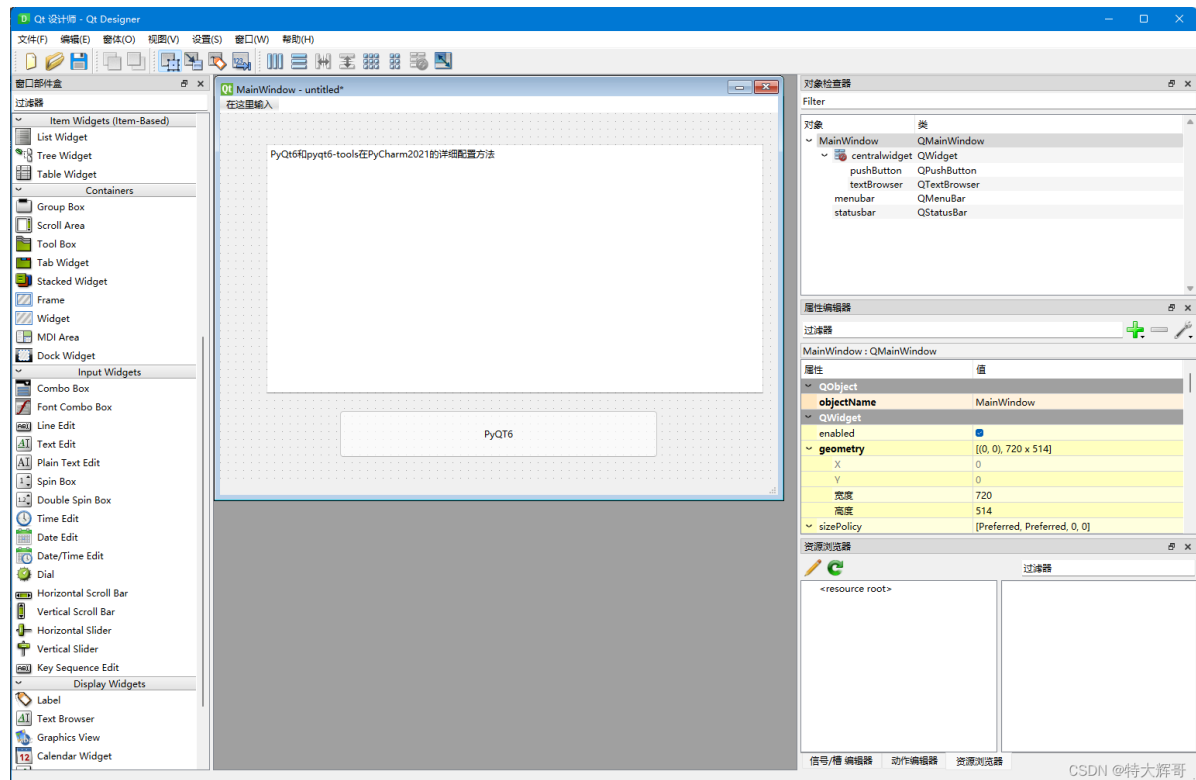 Qt 设计师 - Qt Designer
文件(F) 编辑(E) 窗体(O) 视图(V) 设置(S) 窗口(W) 帮助(H)
窗口部件盒
过滤器
Item Widgets (Item-Based)
List Widget
Tree Widget
Table Widget
Containers
Group Box
Scroll Area
Tool Box
Tab Widget
Stacked Widget
Frame
Widget
MDI Area
Dock Widget
Input Widgets
Combo Box
Font Combo Box
Line Edit
Text Edit
Plain Text Edit
Spin Box
Double Spin Box
Time Edit
Date Edit
Date/Time Edit
Dial
Horizontal Scroll Bar
Vertical Scroll Bar
Horizontal Slider
Vertical Slider
Key Sequence Edit
Display Widgets
Label
Text Browser
Graphics View
Calendar Widget
MainWindow - untitled*
在这里输入
PyQt6和pyqt6-tools在PyCharm2021的详细配置方法
PyQT6
对象检查器
Filter
对象 类
MainWindow QMainWindow
centralwidget QWidget
pushButton QPushButton
textBrowser QTextBrowser
menubar QMenuBar
statusbar QStatusBar
属性编辑器
过滤器
MainWindow : QMainWindow
属性 值
QObject
objectName MainWindow
QWidget
enabled
geometry [(0, 0), 720 x 514]
X 0
Y 0
宽度 720
高度 514
sizePolicy [Preferred, Preferred, 0, 0]
资源浏览器
过滤器
<resource root>
信号/槽 编辑器 动作编辑器 资源浏览器
CSDN @特大辉哥